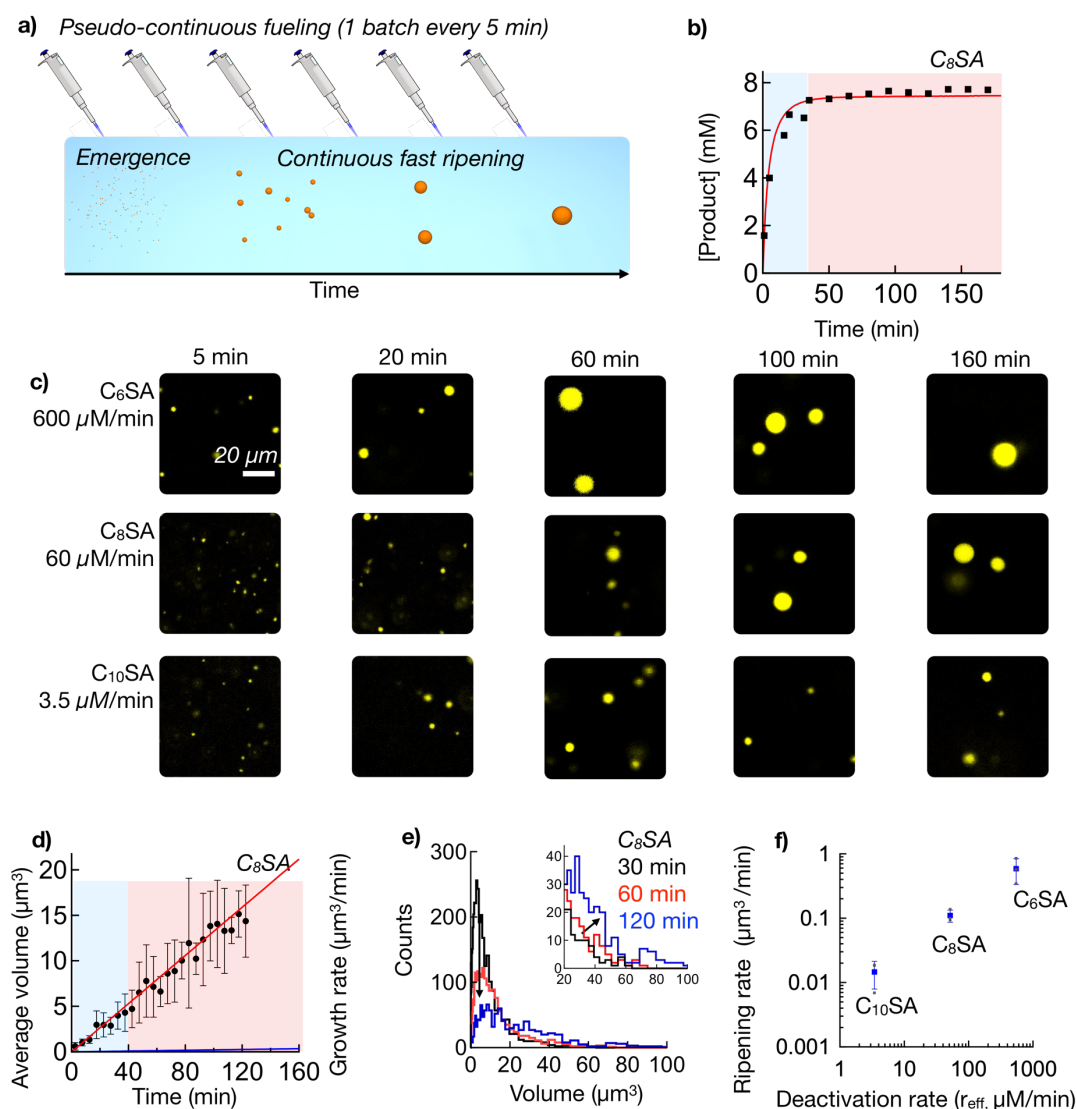 a) Pseudo-continuous fueling (1 batch every 5 min)
Emergence
Continuous fast ripening
Time
b)
C₈SA
[Product] (mM)
8
6
4
2
0
0 50 100 150
Time (min)
c)
5 min 20 min 60 min 100 min 160 min
C₆SA
600 µM/min
20 µm
C₈SA
60 µM/min
C₁₀SA
3.5 µM/min
d)
C₈SA
Average volume (µm³)
20
15
10
5
0
0 40 80 120 160
Time (min)
Growth rate (µm³/min)
e)
C₈SA
30 min
60 min
120 min
Counts
300
200
100
0
0 20 40 60 80 100
Volume (µm³)
40
30
20
10
0
20 40 60 80 100
f)
Ripening rate (µm³/min)
1
0.1
0.01
0.001
C₆SA
C₈SA
C₁₀SA
1 10 100 1000
Deactivation rate (r_eff, µM/min)